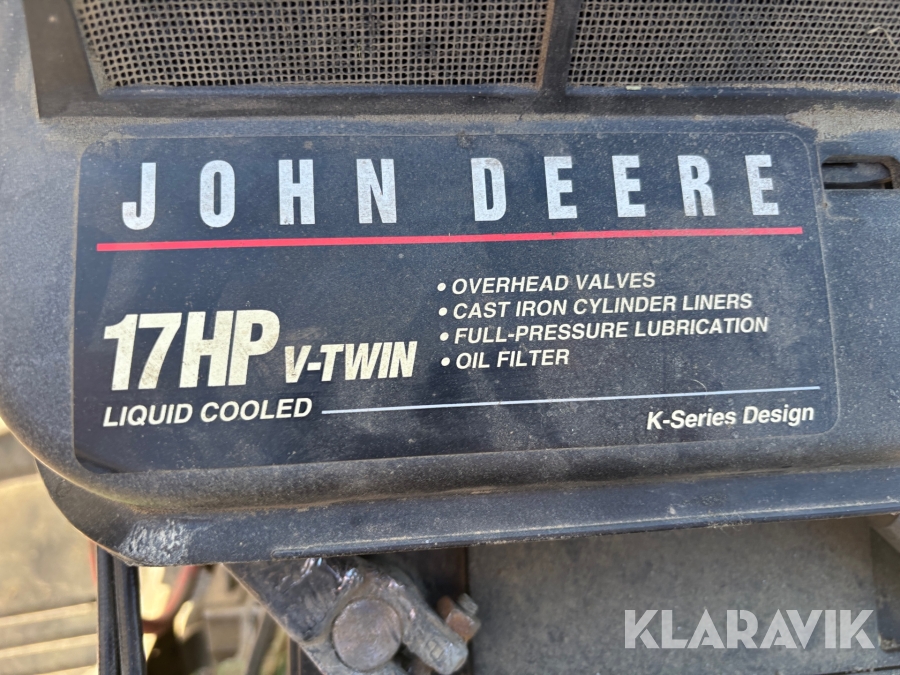 JOHN DEERE
17HP V-TWIN
LIQUID COOLED
• OVERHEAD VALVES
• CAST IRON CYLINDER LINERS
• FULL-PRESSURE LUBRICATION
• OIL FILTER
K-Series Design
KLARAVIK